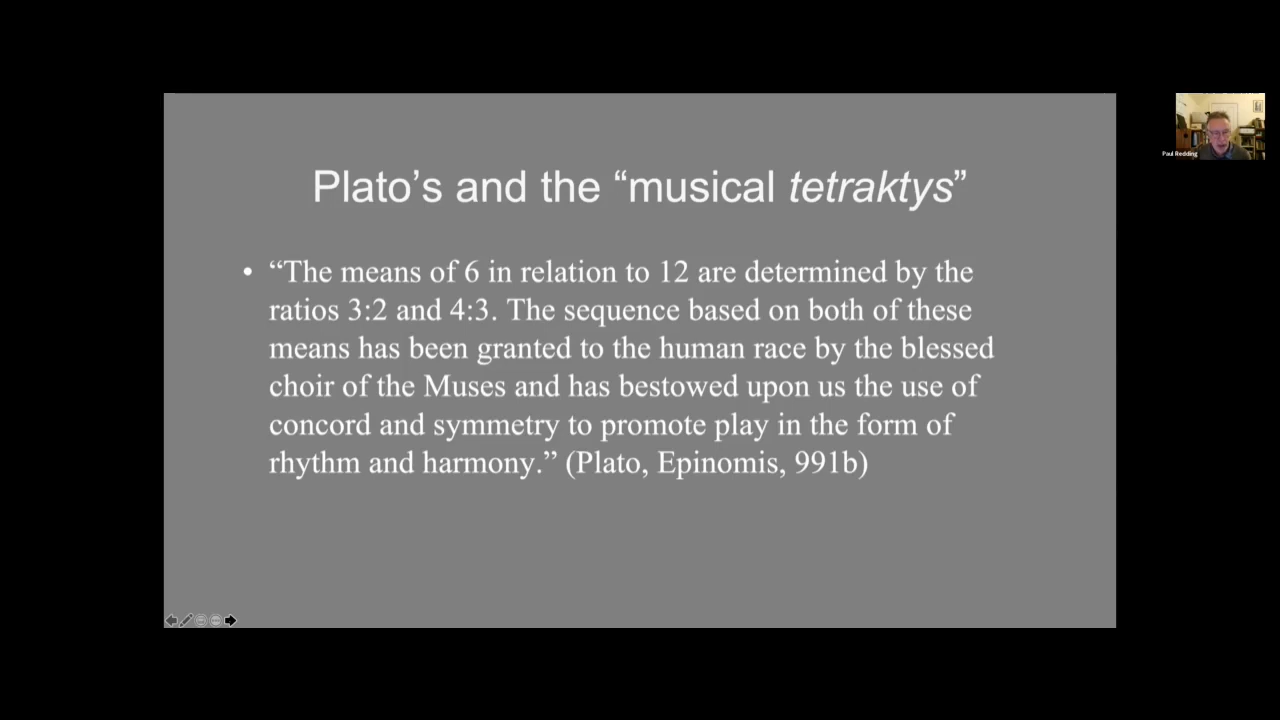 Plato’s and the “musical tetraktys”
• “The means of 6 in relation to 12 are determined by the
ratios 3:2 and 4:3. The sequence based on both of these
means has been granted to the human race by the blessed
choir of the Muses and has bestowed upon us the use of
concord and symmetry to promote play in the form of
rhythm and harmony.” (Plato, Epinomis, 991b)
Paul Redding